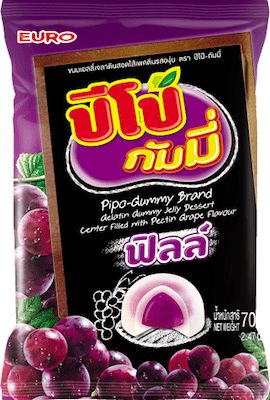 EURO
ขนมเยลลี่เจลาตินสอดไส้เพคตินรสองุ่น ตรา ปีโป้-กัมมี่
ปีโป้
กัมมี่
Pipo-Gummy Brand
Gelatin Gummy Jelly Dessert
Center Filled with Pectin Grape Flavour
ฟิลล์
น้ำหนักสุทธิ 70
NET WEIGHT
2.47